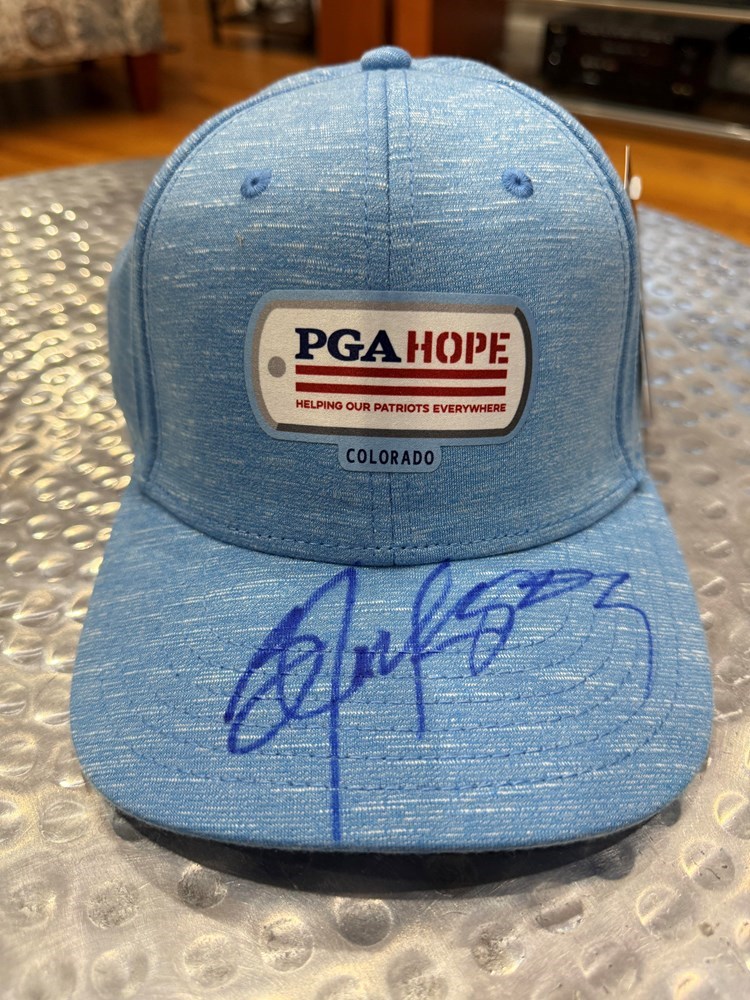 PGA HOPE
HELPING OUR PATRIOTS EVERYWHERE
COLORADO